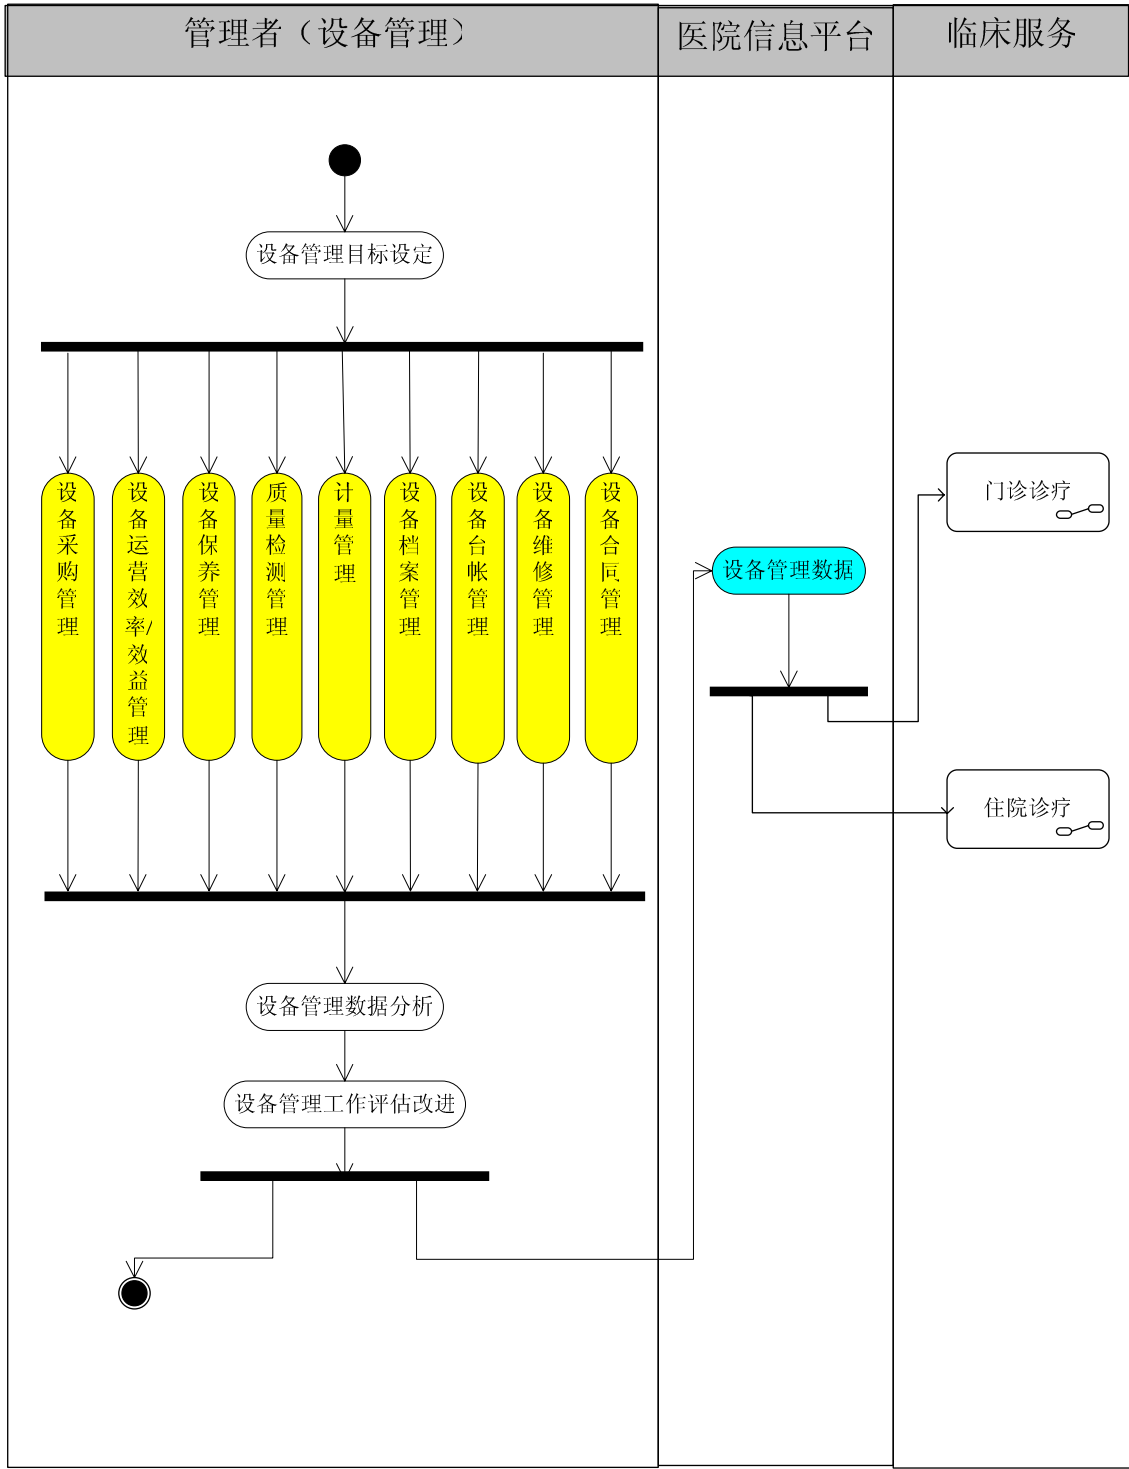 管理者（设备管理）
医院信息平台
临床服务
设备管理目标设定
设备采购管理
设备运营效率/效益管理
设备保养管理
质量检测管理
计量管理
设备档案管理
设备台帐管理
设备维修管理
设备合同管理
门诊诊疗
设备管理数据
住院诊疗
设备管理数据分析
设备管理工作评估改进